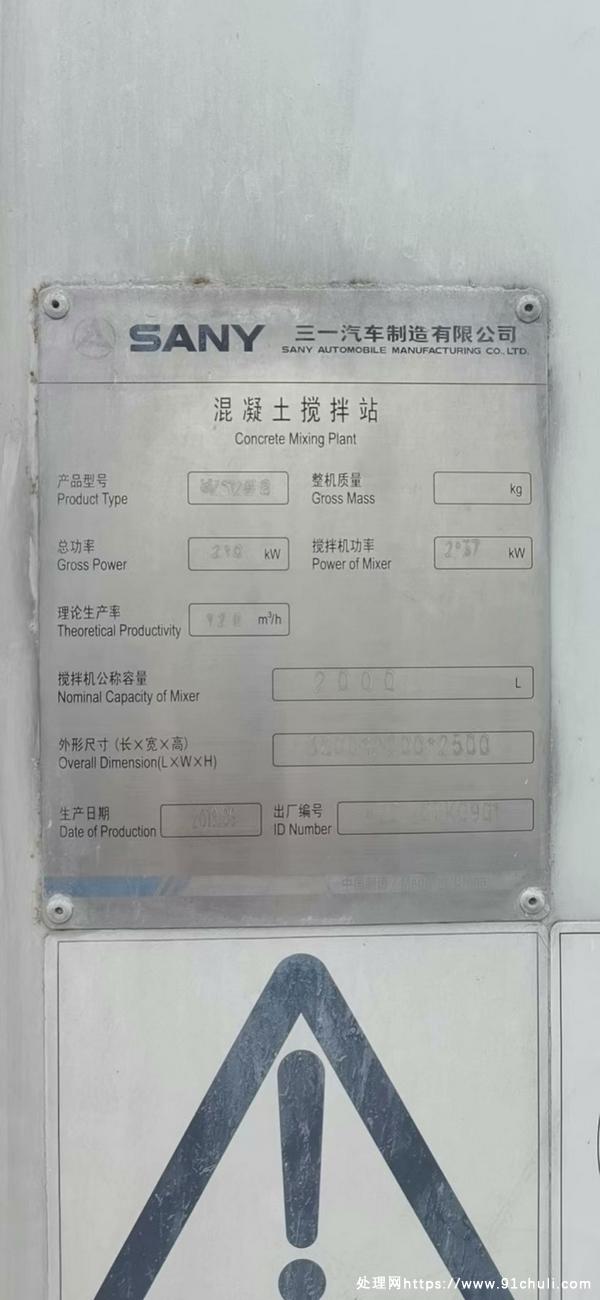 SANY 三一汽车制造有限公司
SANY AUTOMOBILE MANUFACTURING CO., LTD.
混凝土搅拌站
Concrete Mixing Plant
产品型号 整机质量
Product Type Gross Mass kg
总功率 搅拌机功率
Gross Power kW Power of Mixer 2*37 kW
理论生产率
Theoretical Productivity m³/h
搅拌机公称容量
Nominal Capacity of Mixer 2000 L
外形尺寸 (长×宽×高)
Overall Dimension(L×W×H)
生产日期 出厂编号
Date of Production ID Number
处理网https://www.91chuli.com